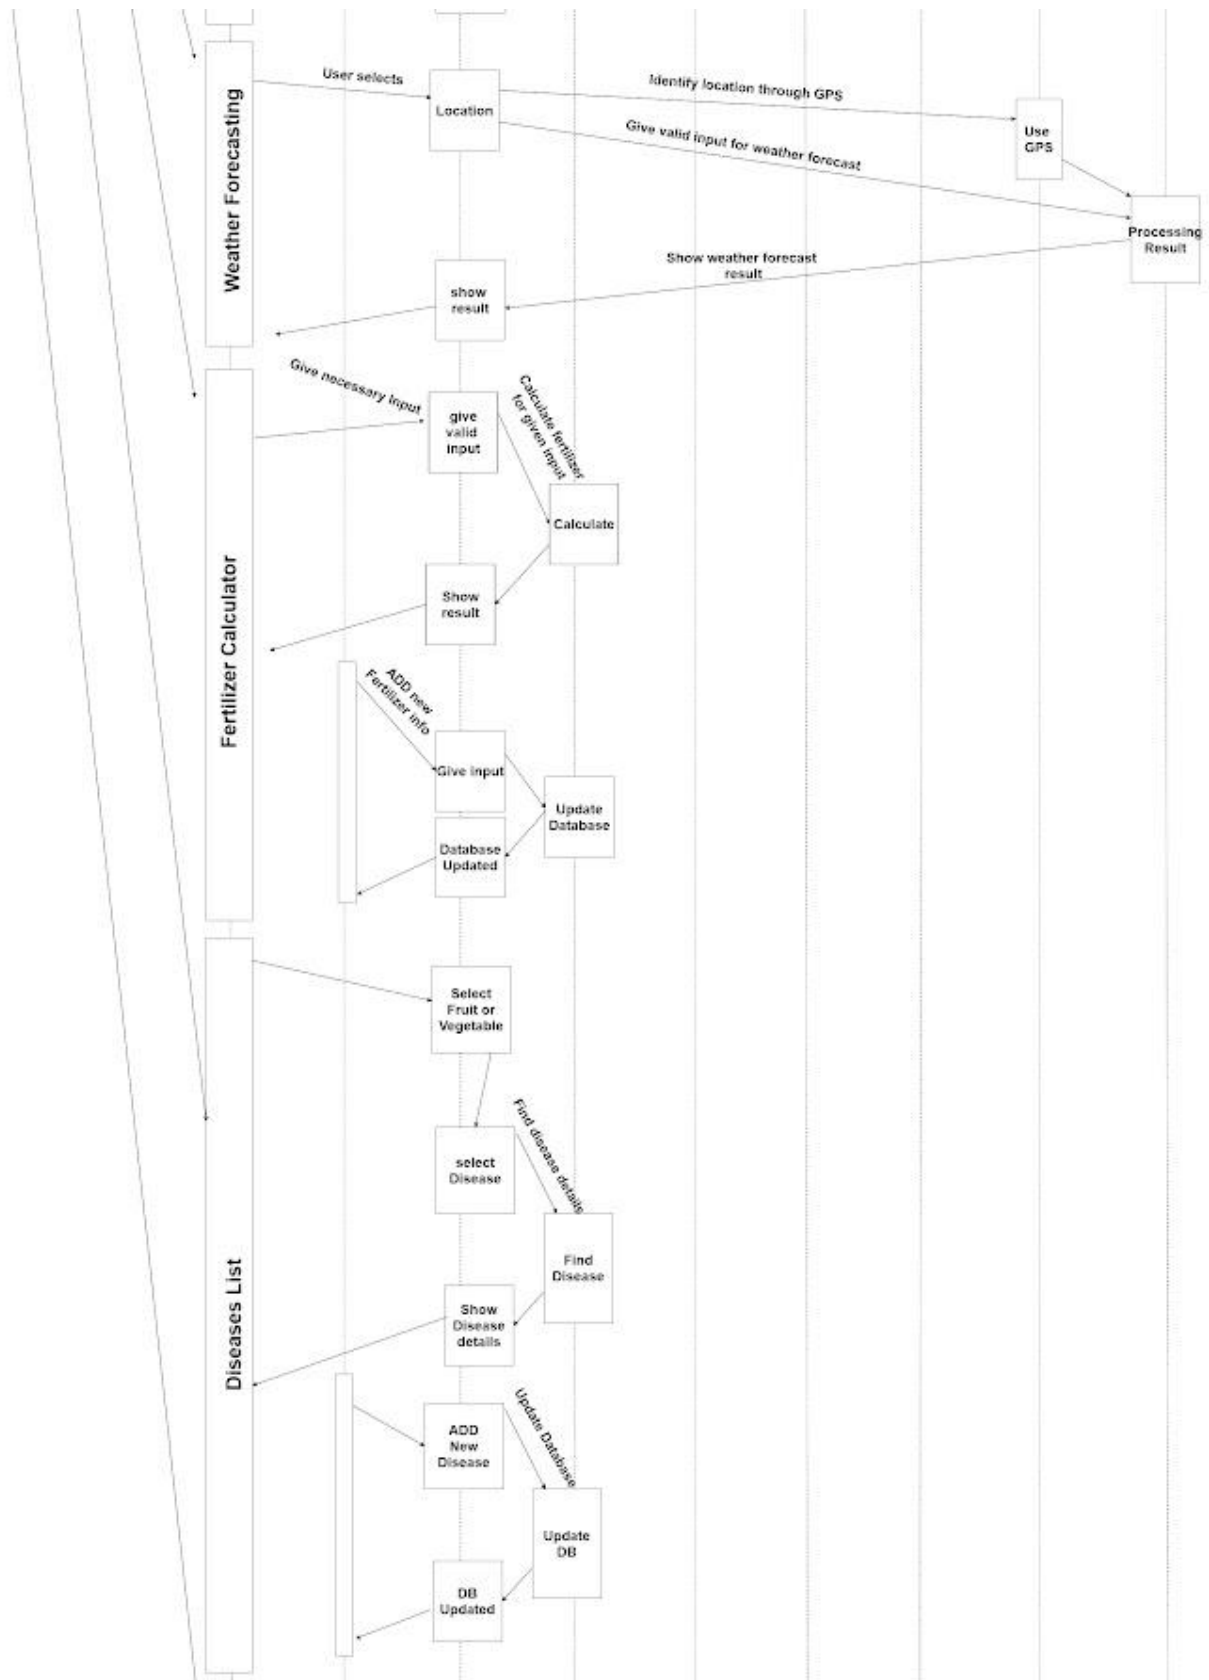 Weather Forecasting
User selects
Location
Identify location through GPS
Give valid input for weather forecast
Use
GPS
Processing
Result
Show weather forecast
result
show
result
Fertilizer Calculator
Give necessary input
give
valid
input
Calculate fertilizer
for given input
Calculate
Show
result
ADD new
Fertilizer info
Give input
Update
Database
Database
Updated
Diseases List
Select
Fruit or
Vegetable
select
Disease
Find disease details
Find
Disease
Show
Disease
details
ADD
New
Disease
Update Database
Update
DB
DB
Updated